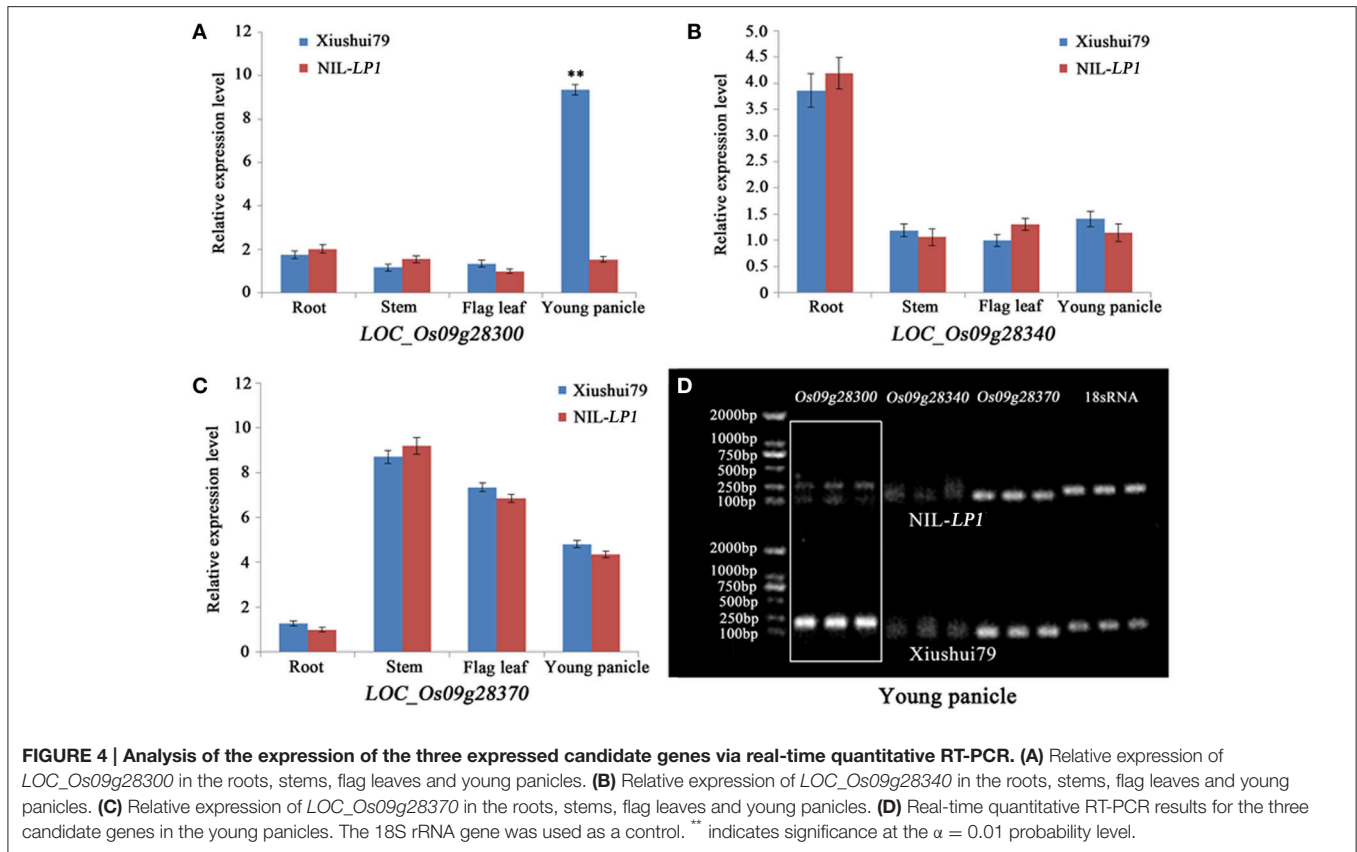 A
Xiushui79
NIL-LP1
Relative expression level
12
10
8
6
4
2
0
**
Root Stem Flag leaf Young panicle
LOC_Os09g28300
B
Xiushui79
NIL-LP1
Relative expression level
5.0
4.5
4.0
3.5
3.0
2.5
2.0
1.5
1.0
0.5
0.0
Root Stem Flag leaf Young panicle
LOC_Os09g28340
C
Xiushui79
NIL-LP1
Relative expression level
12
10
8
6
4
2
0
Root Stem Flag leaf Young panicle
LOC_Os09g28370
D
Os09g28300 Os09g28340 Os09g28370 18sRNA
2000bp
1000bp
750bp
500bp
250bp
100bp
NIL-LP1
2000bp
1000bp
750bp
500bp
250bp
100bp
Xiushui79
Young panicle
FIGURE 4 | Analysis of the expression of the three expressed candidate genes via real-time quantitative RT-PCR. (A) Relative expression of
LOC_Os09g28300 in the roots, stems, flag leaves and young panicles. (B) Relative expression of LOC_Os09g28340 in the roots, stems, flag leaves and young
panicles. (C) Relative expression of LOC_Os09g28370 in the roots, stems, flag leaves and young panicles. (D) Real-time quantitative RT-PCR results for the three
candidate genes in the young panicles. The 18S rRNA gene was used as a control. ** indicates significance at the α = 0.01 probability level.